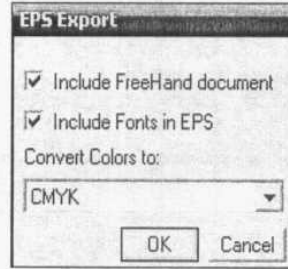 EPS Export
Include FreeHand document
Include Fonts in EPS
Convert Colors to:
CMYK
OK
Cancel